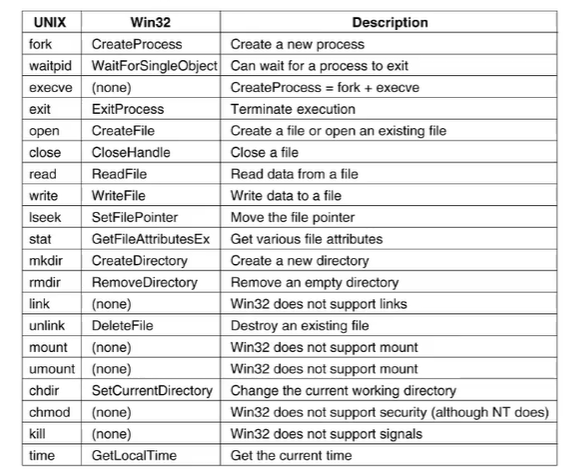 UNIX Win32 Description
fork CreateProcess Create a new process
waitpid WaitForSingleObject Can wait for a process to exit
execve (none) CreateProcess = fork + execve
exit ExitProcess Terminate execution
open CreateFile Create a file or open an existing file
close CloseHandle Close a file
read ReadFile Read data from a file
write WriteFile Write data to a file
lseek SetFilePointer Move the file pointer
stat GetFileAttributesEx Get various file attributes
mkdir CreateDirectory Create a new directory
rmdir RemoveDirectory Remove an empty directory
link (none) Win32 does not support links
unlink DeleteFile Destroy an existing file
mount (none) Win32 does not support mount
umount (none) Win32 does not support mount
chdir SetCurrentDirectory Change the current working directory
chmod (none) Win32 does not support security (although NT does)
kill (none) Win32 does not support signals
time GetLocalTime Get the current time